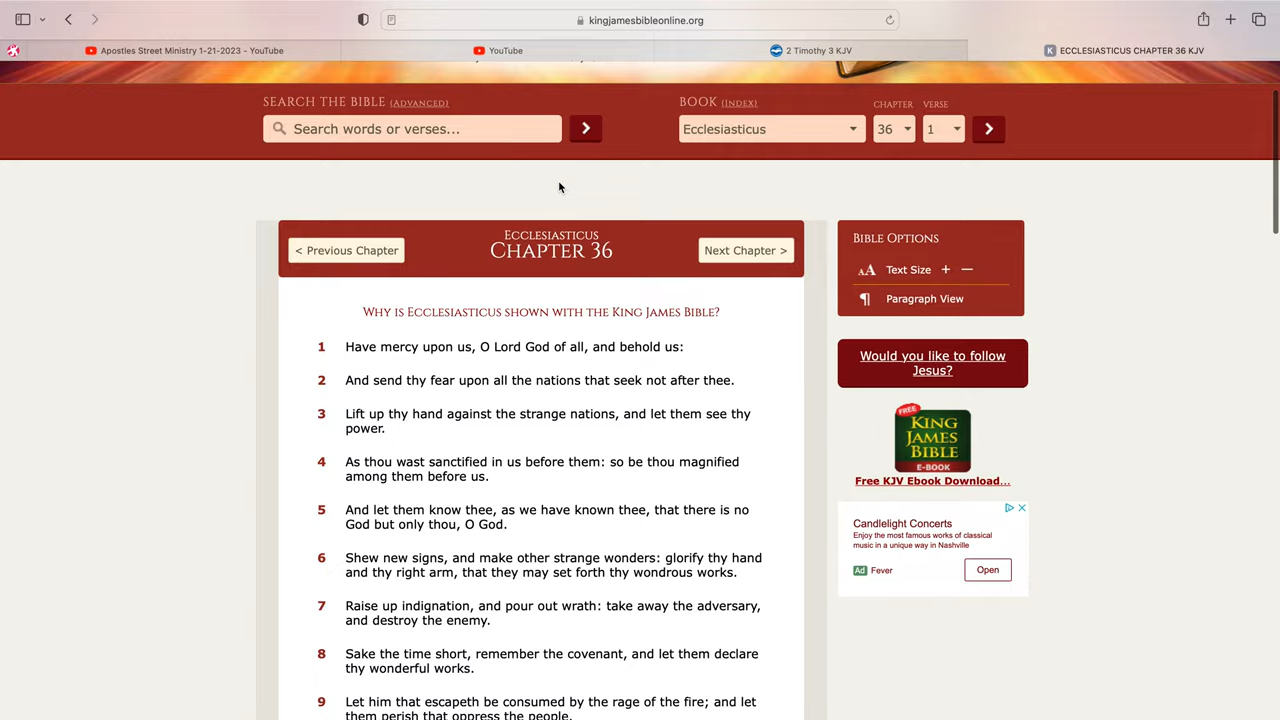 kingjamesbibleonline.org
Apostles Street Ministry 1-21-2023 - YouTube
YouTube
2 Timothy 3 KJV
K ECCLESIASTICUS CHAPTER 36 KJV
SEARCH THE BIBLE (ADVANCED)
BOOK (INDEX)
CHAPTER
VERSE
Search words or verses...
Ecclesiasticus
36
1
< Previous Chapter
ECCLESIASTICUS
CHAPTER 36
Next Chapter >
WHY IS ECCLESIASTICUS SHOWN WITH THE KING JAMES BIBLE?
1 Have mercy upon us, O Lord God of all, and behold us:
2 And send thy fear upon all the nations that seek not after thee.
3 Lift up thy hand against the strange nations, and let them see thy
power.
4 As thou wast sanctified in us before them: so be thou magnified
among them before us.
5 And let them know thee, as we have known thee, that there is no
God but only thou, O God.
6 Shew new signs, and make other strange wonders: glorify thy hand
and thy right arm, that they may set forth thy wondrous works.
7 Raise up indignation, and pour out wrath: take away the adversary,
and destroy the enemy.
8 Sake the time short, remember the covenant, and let them declare
thy wonderful works.
9 Let him that escapeth be consumed by the rage of the fire; and let
them perish that oppress the people.
BIBLE OPTIONS
AA Text Size + —
¶ Paragraph View
Would you like to follow
Jesus?
FREE
KING
JAMES
BIBLE
E-BOOK
Free KJV Ebook Download...
Candlelight Concerts
Enjoy the most famous works of classical
music in a unique way in Nashville
Ad Fever
Open